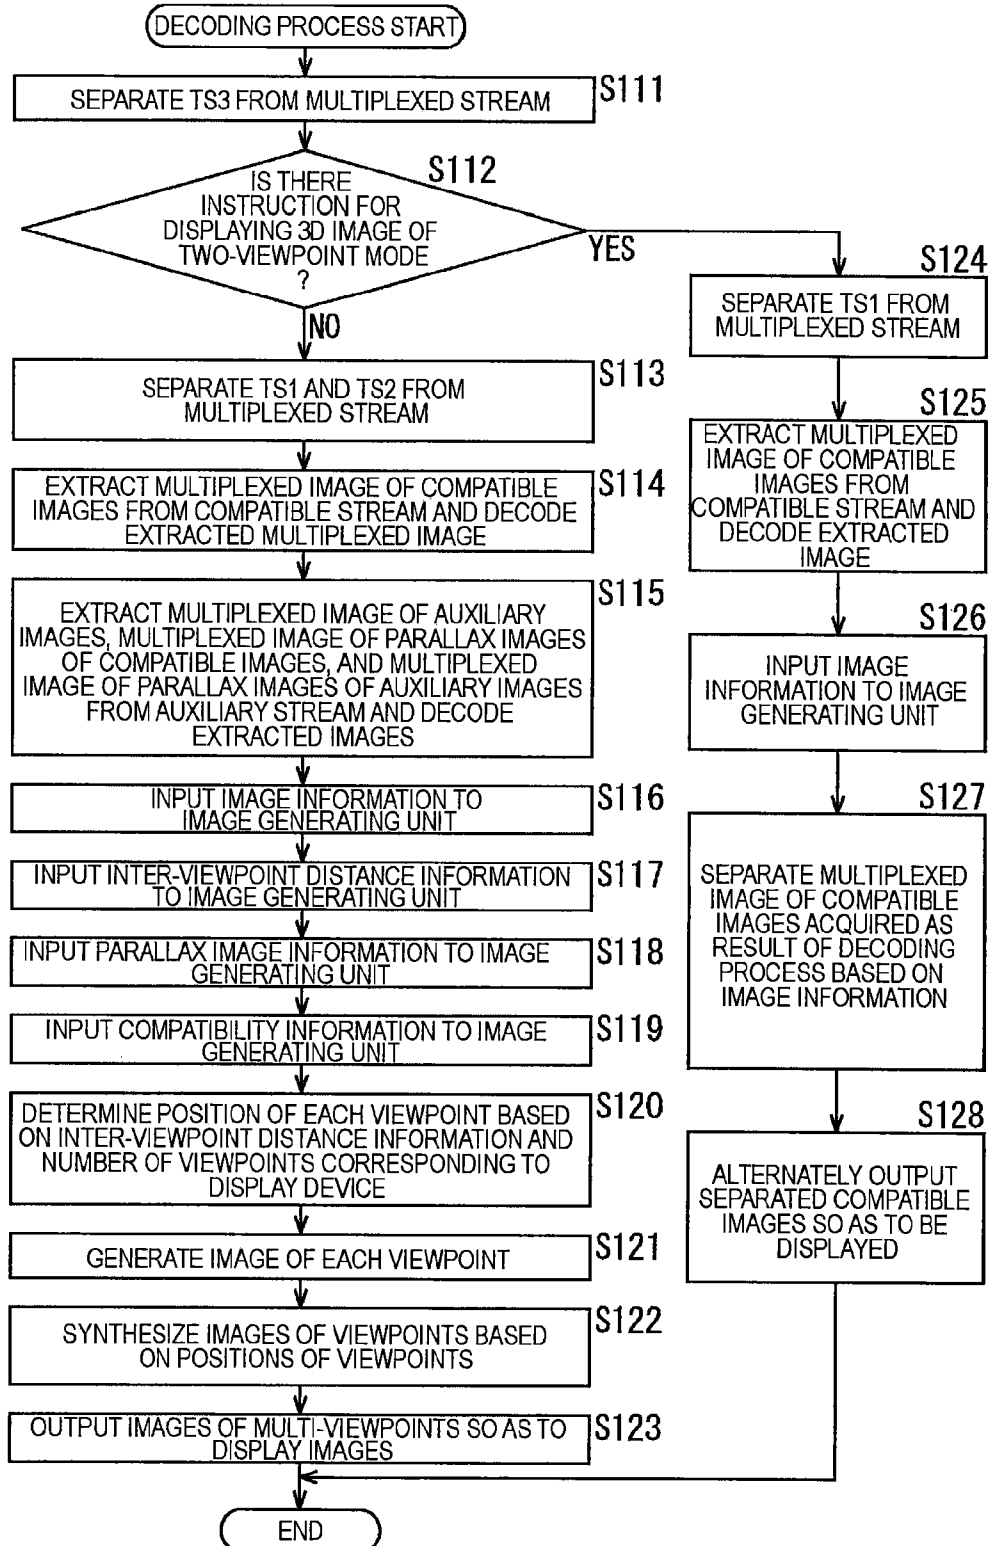 DECODING PROCESS START
S111
SEPARATE TS3 FROM MULTIPLEXED STREAM
S112
IS THERE
INSTRUCTION FOR
DISPLAYING 3D IMAGE OF
TWO-VIEWPOINT MODE
?
YES
NO
S113
SEPARATE TS1 AND TS2 FROM
MULTIPLEXED STREAM
S114
EXTRACT MULTIPLEXED IMAGE OF COMPATIBLE
IMAGES FROM COMPATIBLE STREAM AND DECODE
EXTRACTED MULTIPLEXED IMAGE
S115
EXTRACT MULTIPLEXED IMAGE OF AUXILIARY
IMAGES, MULTIPLEXED IMAGE OF PARALLAX IMAGES
OF COMPATIBLE IMAGES, AND MULTIPLEXED
IMAGE OF PARALLAX IMAGES OF AUXILIARY IMAGES
FROM AUXILIARY STREAM AND DECODE
EXTRACTED IMAGES
S116
INPUT IMAGE INFORMATION TO
IMAGE GENERATING UNIT
S117
INPUT INTER-VIEWPOINT DISTANCE INFORMATION
TO IMAGE GENERATING UNIT
S118
INPUT PARALLAX IMAGE INFORMATION TO IMAGE
GENERATING UNIT
S119
INPUT COMPATIBILITY INFORMATION TO IMAGE
GENERATING UNIT
S120
DETERMINE POSITION OF EACH VIEWPOINT BASED
ON INTER-VIEWPOINT DISTANCE INFORMATION AND
NUMBER OF VIEWPOINTS CORRESPONDING TO
DISPLAY DEVICE
S121
GENERATE IMAGE OF EACH VIEWPOINT
S122
SYNTHESIZE IMAGES OF VIEWPOINTS BASED
ON POSITIONS OF VIEWPOINTS
S123
OUTPUT IMAGES OF MULTI-VIEWPOINTS SO AS TO
DISPLAY IMAGES
S124
SEPARATE TS1 FROM
MULTIPLEXED STREAM
S125
EXTRACT MULTIPLEXED
IMAGE OF COMPATIBLE
IMAGES FROM
COMPATIBLE STREAM AND
DECODE EXTRACTED
IMAGE
S126
INPUT IMAGE
INFORMATION TO IMAGE
GENERATING UNIT
S127
SEPARATE MULTIPLEXED
IMAGE OF COMPATIBLE
IMAGES ACQUIRED AS
RESULT OF DECODING
PROCESS BASED ON
IMAGE INFORMATION
S128
ALTERNATELY OUTPUT
SEPARATED COMPATIBLE
IMAGES SO AS TO BE
DISPLAYED
END